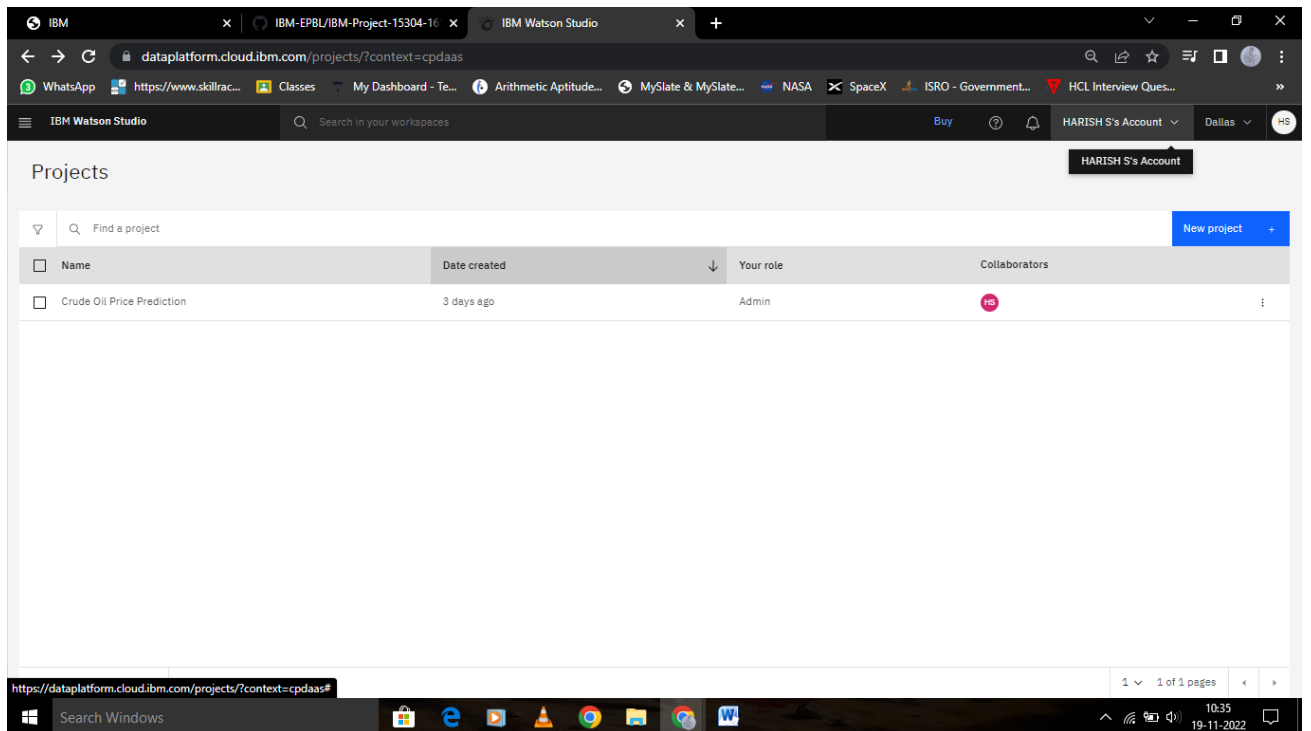 IBM
IBM-EPBL/IBM-Project-15304-16
IBM Watson Studio
dataplatform.cloud.ibm.com/projects/?context=cpdaas
WhatsApp https://www.skillrac... Classes My Dashboard - Te... Arithmetic Aptitude... MySlate & MySlate... NASA SpaceX ISRO - Government... HCL Interview Ques... »
IBM Watson Studio Search in your workspaces Buy HARISH S's Account Dallas HS
HARISH S's Account
Projects
Find a project New project +
Name Date created Your role Collaborators
Crude Oil Price Prediction 3 days ago Admin HS
1 1 of 1 pages
https://dataplatform.cloud.ibm.com/projects/?context=cpdaas#
Search Windows 10:35
19-11-2022